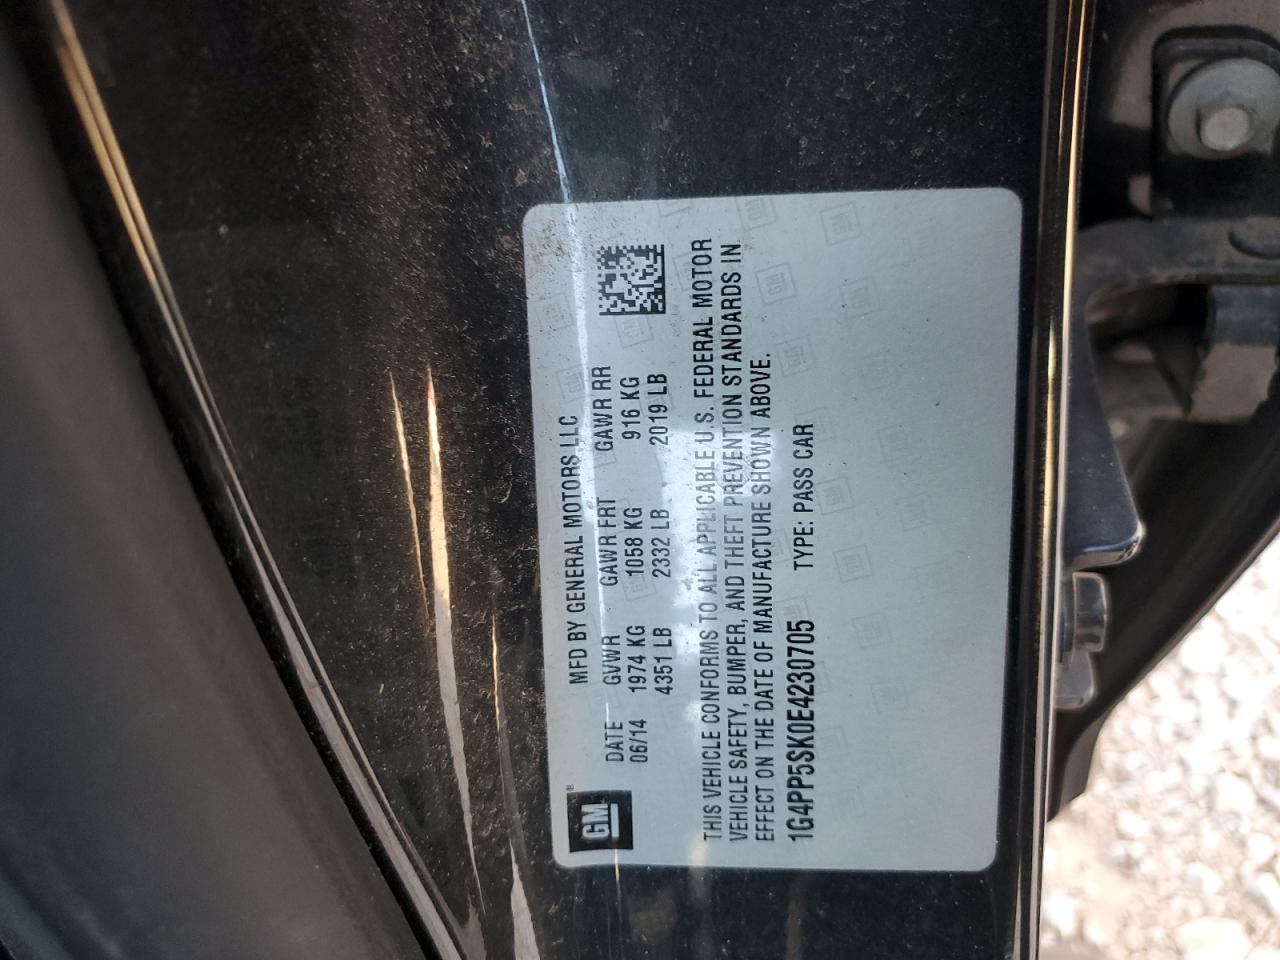 GM®
MFD BY GENERAL MOTORS LLC
DATE GVWR GAWR FRT GAWR RR
06/14 1974 KG 1058 KG 916 KG
4351 LB 2332 LB 2019 LB
THIS VEHICLE CONFORMS TO ALL APPLICABLE U.S. FEDERAL MOTOR
VEHICLE SAFETY, BUMPER, AND THEFT PREVENTION STANDARDS IN
EFFECT ON THE DATE OF MANUFACTURE SHOWN ABOVE.
1G4PP5SK0E4230705 TYPE: PASS CAR